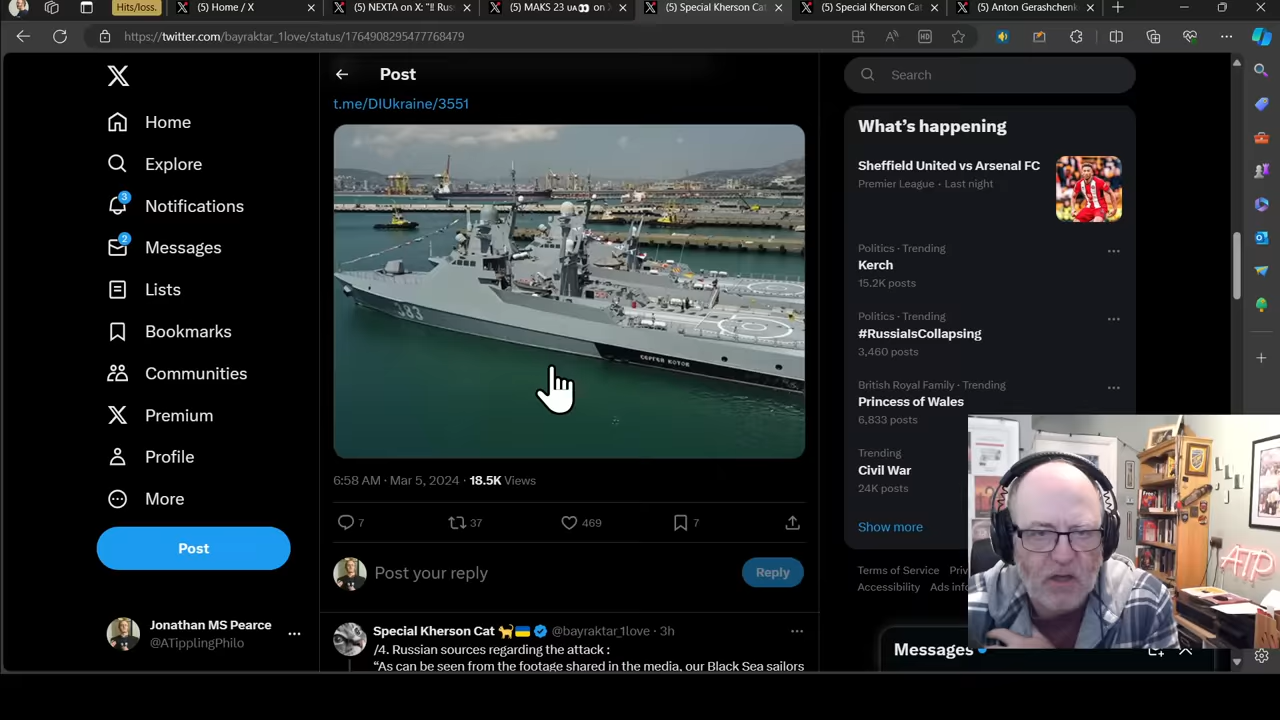 Hits/loss.
(5) Home / X
(5) NEXTA on X: "‼️ Rus
(5) MAKS 23 🇺🇦👀 on X
(5) Special Kherson Cat
(5) Special Kherson Cat
(5) Anton Gerashchenk
https://twitter.com/bayraktar_1love/status/1764908295477768479
Post
Search
t.me/DIUkraine/3551
Home
Explore
3
Notifications
2
Messages
Lists
Bookmarks
Communities
Premium
Profile
More
Post
Jonathan MS Pearce
@ATipplingPhilo
383
СЕРГЕЙ КОТОВ
6:58 AM · Mar 5, 2024 · 18.5K Views
7
37
469
7
Post your reply
Reply
Special Kherson Cat 🐈🇺🇦 @bayraktar_1love · 3h
/4. Russian sources regarding the attack :
“As can be seen from the footage shared in the media, our Black Sea sailors
What’s happening
Sheffield United vs Arsenal FC
Premier League · Last night
Politics · Trending
Kerch
15.2K posts
Politics · Trending
#RussiaIsCollapsing
3,460 posts
British Royal Family · Trending
Princess of Wales
6,833 posts
Trending
Civil War
24K posts
Show more
Terms of Service
Accessibility
Messages
ATP